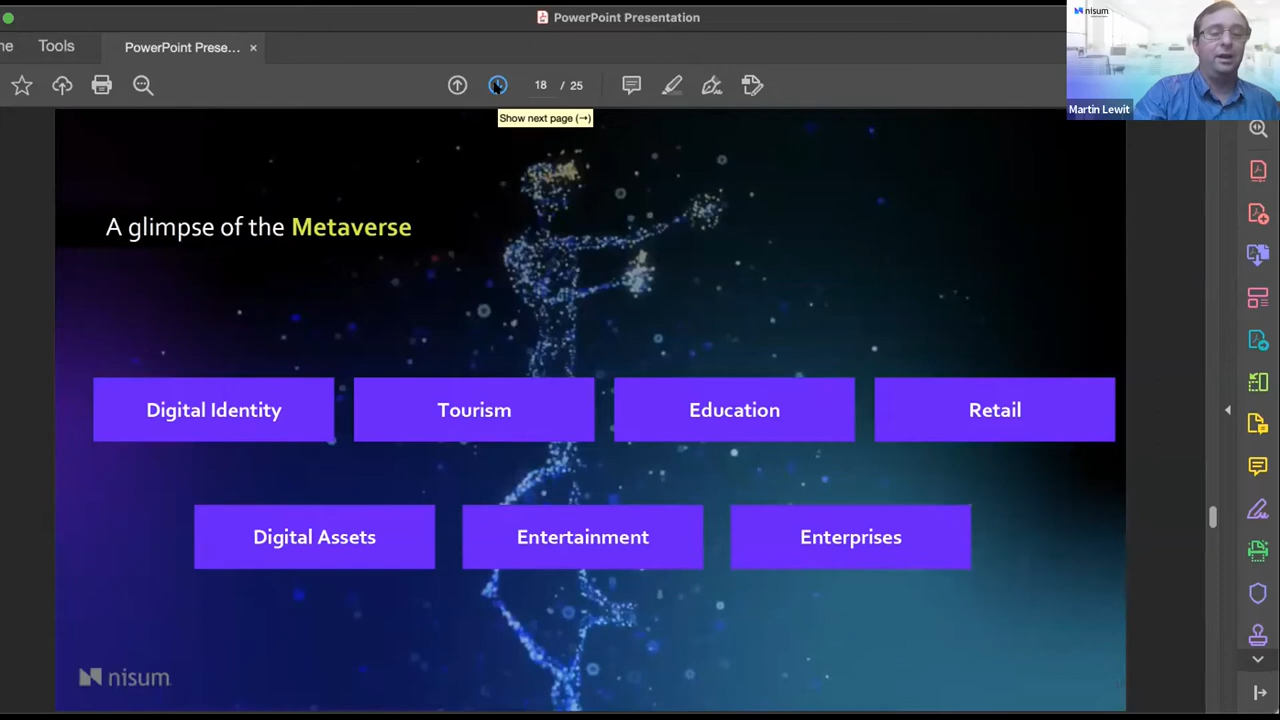 PowerPoint Presentation
nisum
me
Tools
PowerPoint Prese...
18 / 25
Show next page (→)
Martin Lewit
A glimpse of the Metaverse
Digital Identity
Tourism
Education
Retail
Digital Assets
Entertainment
Enterprises
nisum